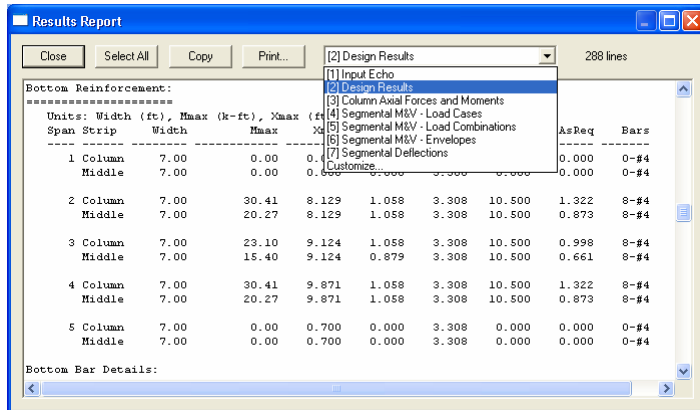 Results Report
Close Select All Copy Print... [2] Design Results 288 lines
[1] Input Echo
[2] Design Results
[3] Column Axial Forces and Moments
[4] Segmental M&V - Load Cases
[5] Segmental M&V - Load Combinations
[6] Segmental M&V - Envelopes
[7] Segmental Deflections
Customize...
Bottom Reinforcement:
=====================
Units: Width (ft), Mmax (k-ft), Xmax
Span Strip Width Mmax AsReq Bars
---- ------ -------- ----------- -------- -------
1 Column 7.00 0.00 0.000 0-#4
Middle 7.00 0.00 0.000 0-#4
2 Column 7.00 30.41 8.129 1.058 3.308 10.500 1.322 8-#4
Middle 7.00 20.27 8.129 1.058 3.308 10.500 0.873 8-#4
3 Column 7.00 23.10 9.124 1.058 3.308 10.500 0.998 8-#4
Middle 7.00 15.40 9.124 0.879 3.308 10.500 0.661 8-#4
4 Column 7.00 30.41 9.871 1.058 3.308 10.500 1.322 8-#4
Middle 7.00 20.27 9.871 1.058 3.308 10.500 0.873 8-#4
5 Column 7.00 0.00 0.700 0.000 3.308 0.000 0.000 0-#4
Middle 7.00 0.00 0.700 0.000 3.308 0.000 0.000 0-#4
Bottom Bar Details: